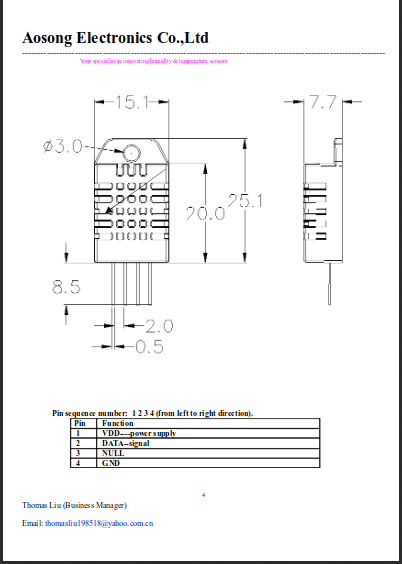 Aosong Electronics Co.,Ltd
Your specialist in innovating humidity & temperature sensors
15.1
7.7
ø3.0
25.1
20.0
8.5
2.0
0.5
Pin sequence number: 1 2 3 4 (from left to right direction).
Pin Function
1 VDD---power supply
2 DATA--signal
3 NULL
4 GND
4
Thomas Liu (Business Manager)
Email: thomasliu198518@yahoo.com.cn